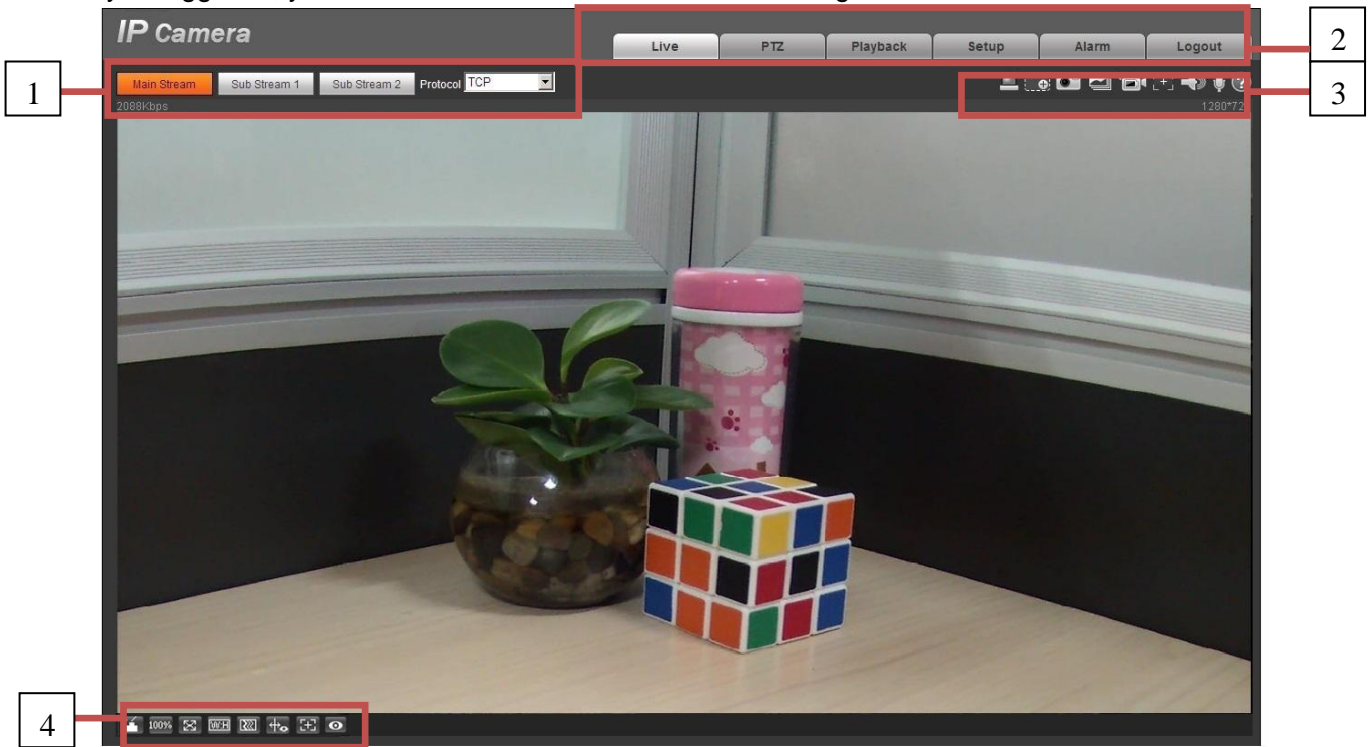 IP Camera
Live PTZ Playback Setup Alarm Logout
2
1
Main Stream Sub Stream 1 Sub Stream 2 Protocol TCP
3
2088Kbps
4
100% W:H